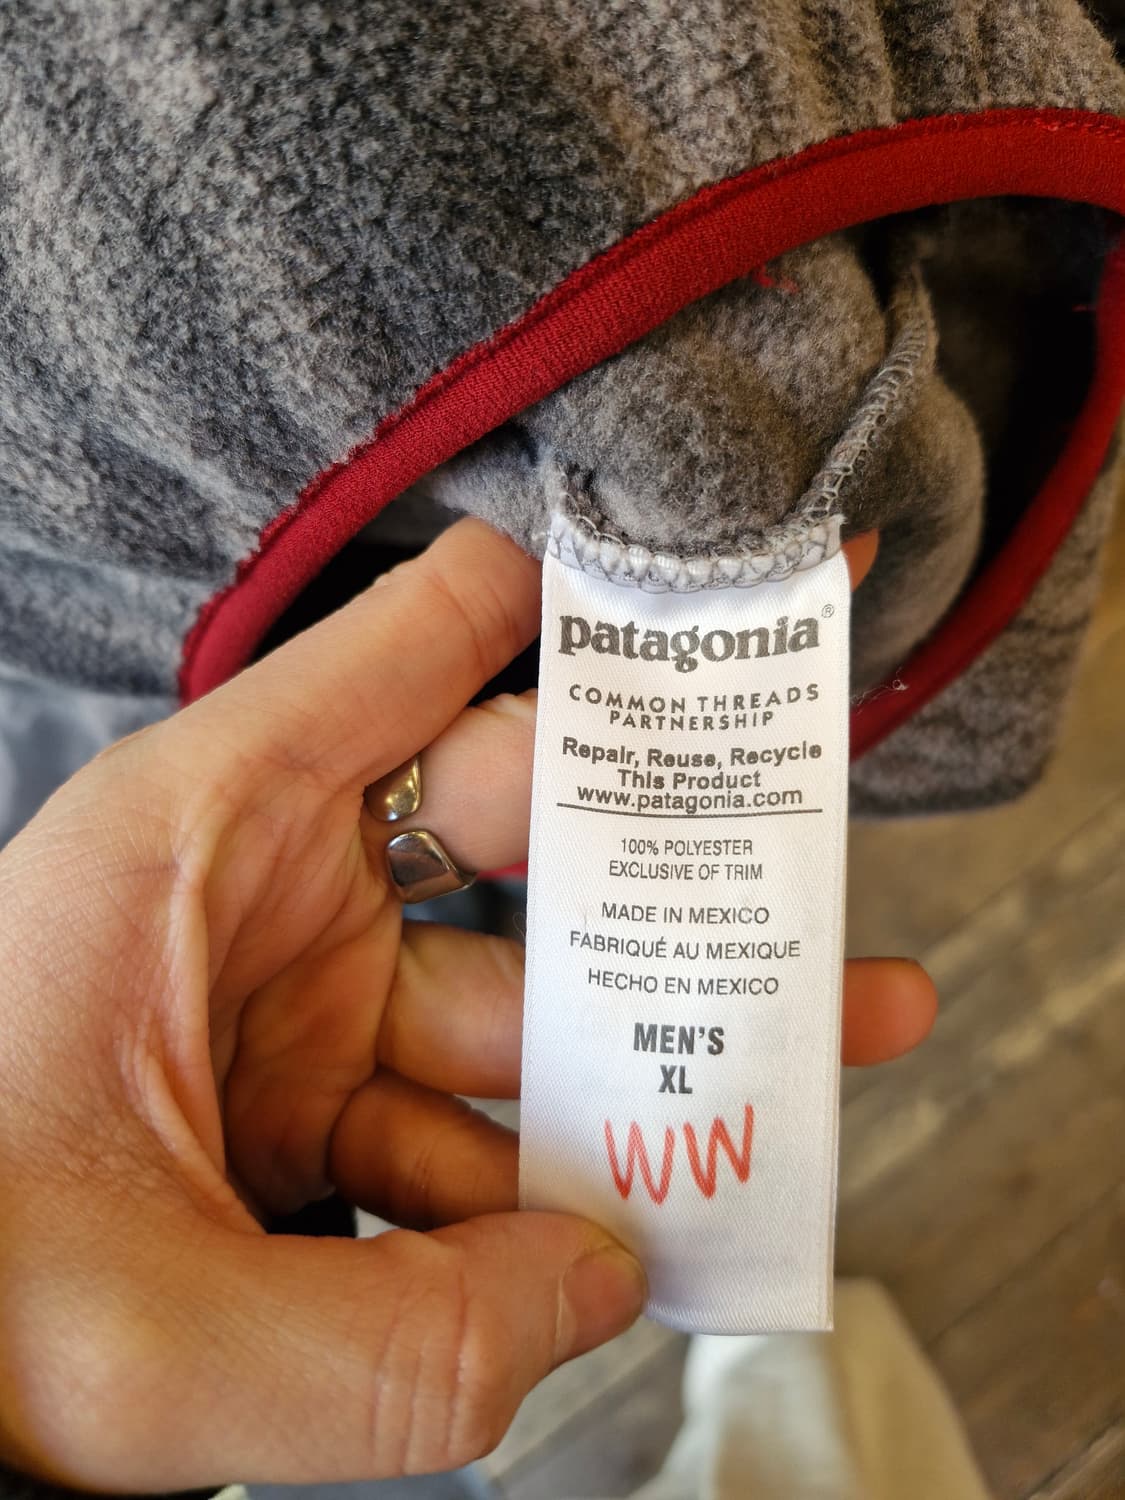 patagonia®
COMMON THREADS
PARTNERSHIP
Repair, Reuse, Recycle
This Product
www.patagonia.com
100% POLYESTER
EXCLUSIVE OF TRIM
MADE IN MEXICO
FABRIQUÉ AU MEXIQUE
HECHO EN MEXICO
MEN'S
XL
WW